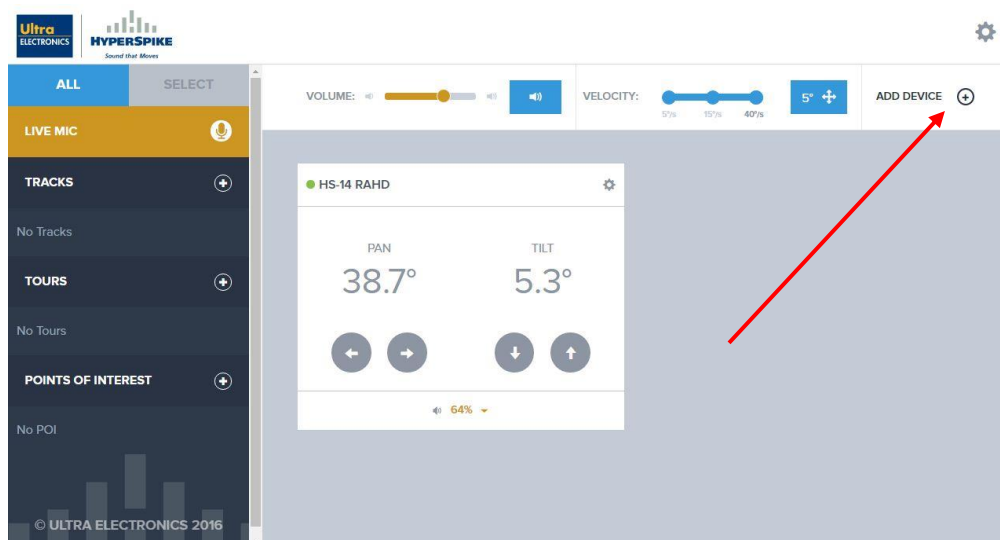 Ultra
ELECTRONICS
HYPERSPIKE
Sound that Moves
ALL
SELECT
VOLUME:
VELOCITY:
5°/s
15°/s
40°/s
5°
ADD DEVICE
LIVE MIC
TRACKS
No Tracks
TOURS
No Tours
POINTS OF INTEREST
No POI
© ULTRA ELECTRONICS 2016
HS-14 RAHD
PAN
TILT
38.7°
5.3°
64%